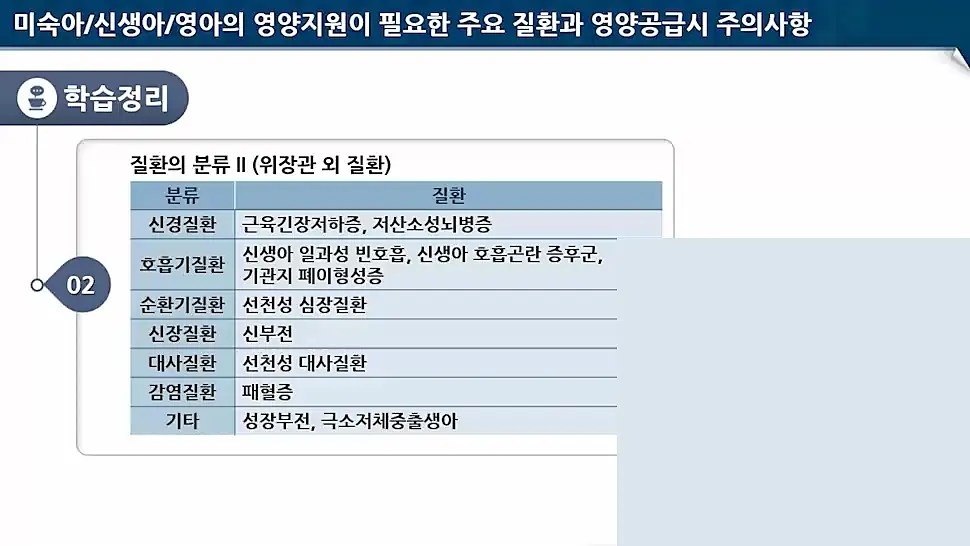 미숙아/신생아/영아의 영양지원이 필요한 주요 질환과 영양공급시 주의사항
학습정리
질환의 분류 II (위장관 외 질환)
분류 질환
신경질환 근육긴장저하증, 저산소성뇌병증
호흡기질환 신생아 일과성 빈호흡, 신생아 호흡곤란 증후군,
기관지 폐이형성증
02
순환기질환 선천성 심장질환
신장질환 신부전
대사질환 선천성 대사질환
감염질환 패혈증
기타 성장부전, 극소저체중출생아